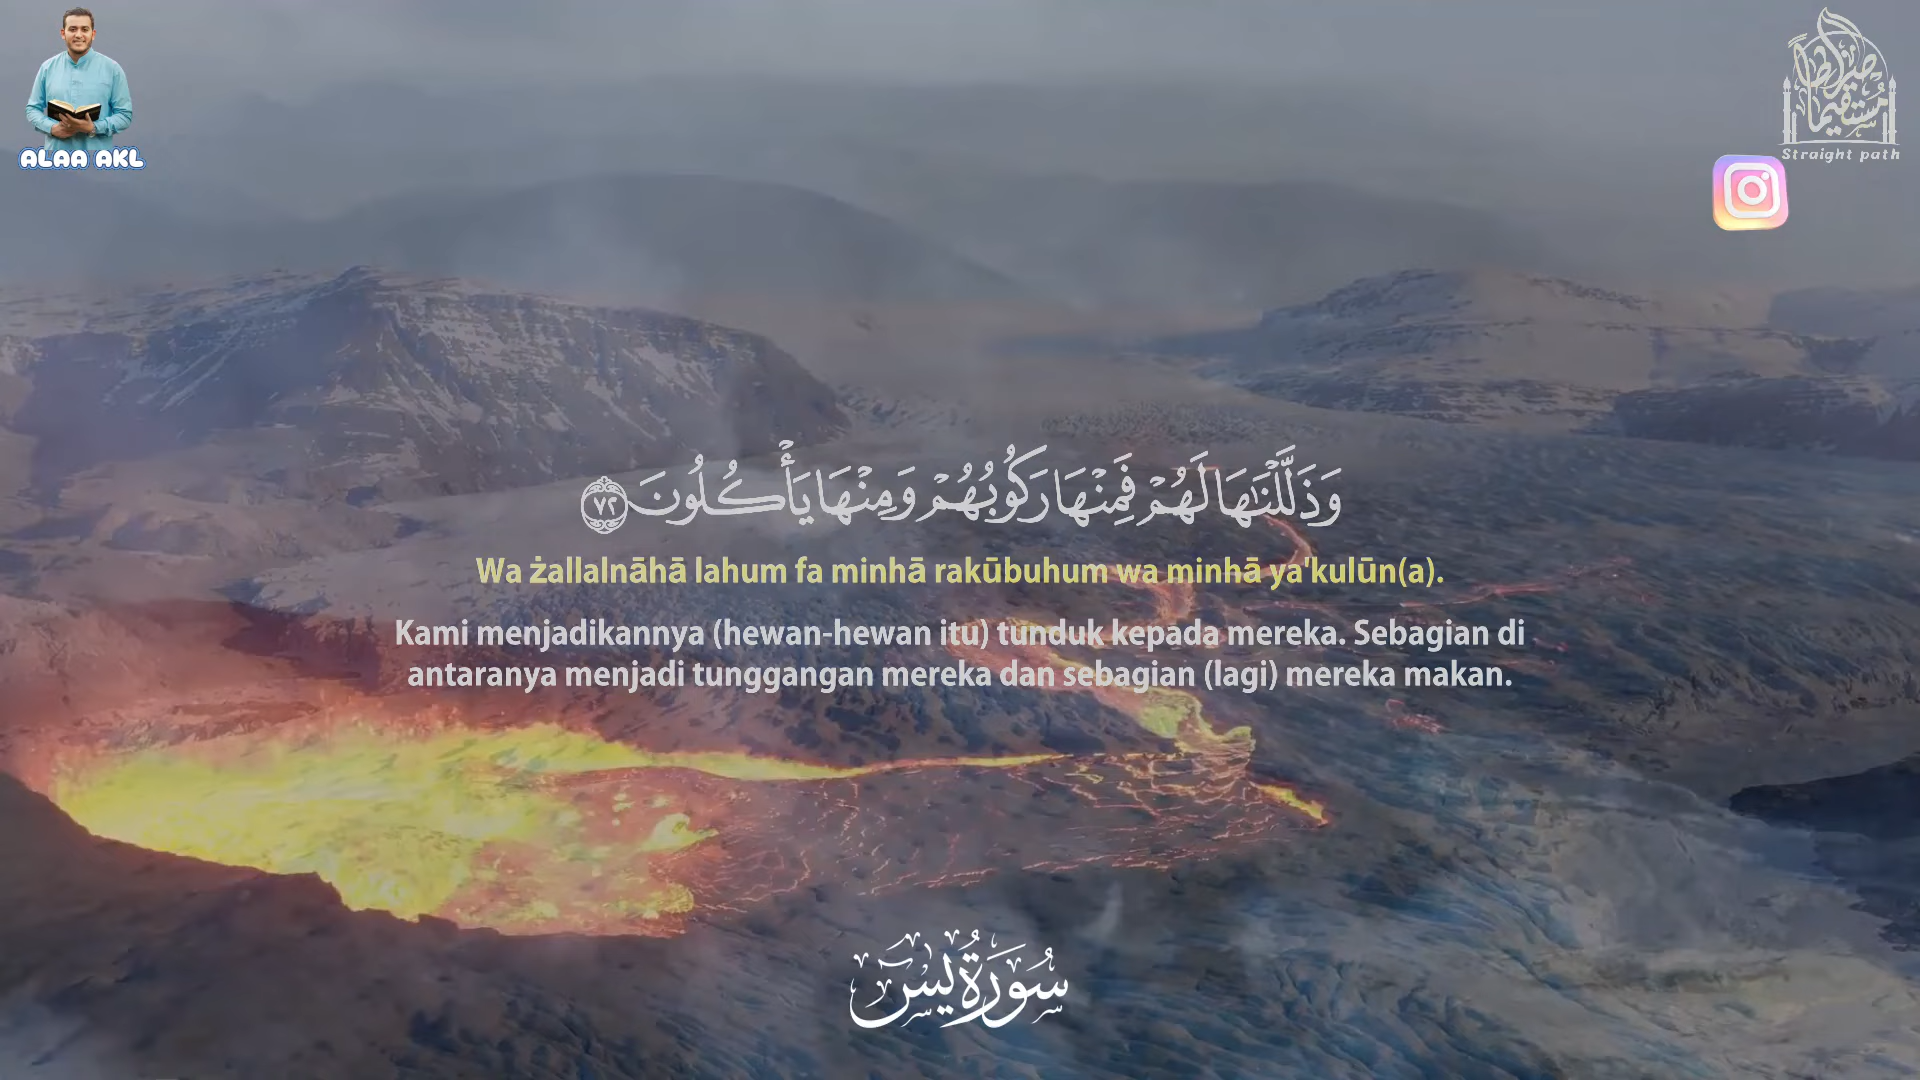 ALAA AKL
صراطا مستقيما
Straight path
وَذَلَّلْنَٰهَا لَهُمْ فَمِنْهَا رَكُوبُهُمْ وَمِنْهَا يَأْكُلُونَ ٧٢
Wa żallalnāhā lahum fa minhā rakūbuhum wa minhā ya'kulūn(a).
Kami menjadikannya (hewan-hewan itu) tunduk kepada mereka. Sebagian di
antaranya menjadi tunggangan mereka dan sebagian (lagi) mereka makan.
سُورَةُ يسٓ